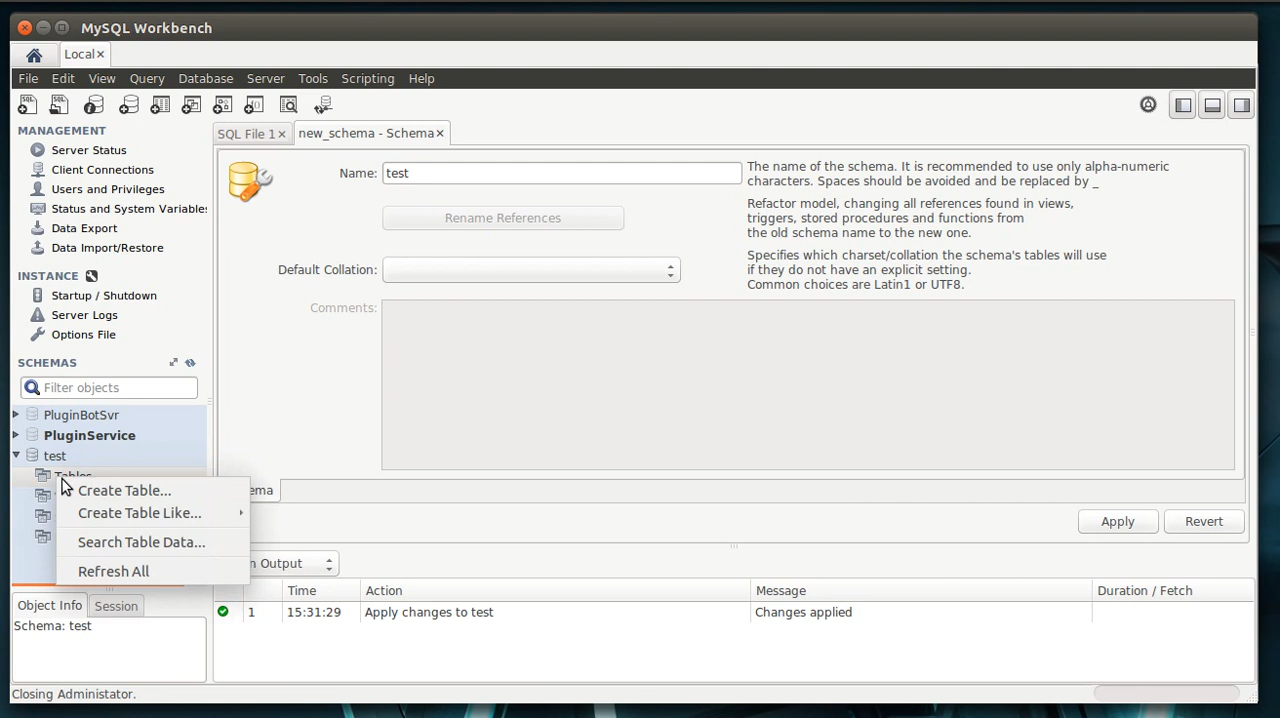 MySQL Workbench
Local×
File Edit View Query Database Server Tools Scripting Help
MANAGEMENT
Server Status
Client Connections
Users and Privileges
Status and System Variables
Data Export
Data Import/Restore
INSTANCE
Startup / Shutdown
Server Logs
Options File
SCHEMAS
Filter objects
PluginBotSvr
PluginService
test
Tables
Create Table...
Create Table Like...
Search Table Data...
Refresh All
Object Info Session
Schema: test
SQL File 1× new_schema - Schema×
Name: test
The name of the schema. It is recommended to use only alpha-numeric
characters. Spaces should be avoided and be replaced by _
Rename References
Refactor model, changing all references found in views,
triggers, stored procedures and functions from
the old schema name to the new one.
Default Collation:
Specifies which charset/collation the schema's tables will use
if they do not have an explicit setting.
Common choices are Latin1 or UTF8.
Comments:
Apply Revert
Output
Time Action Message Duration / Fetch
1 15:31:29 Apply changes to test Changes applied
Closing Administator.